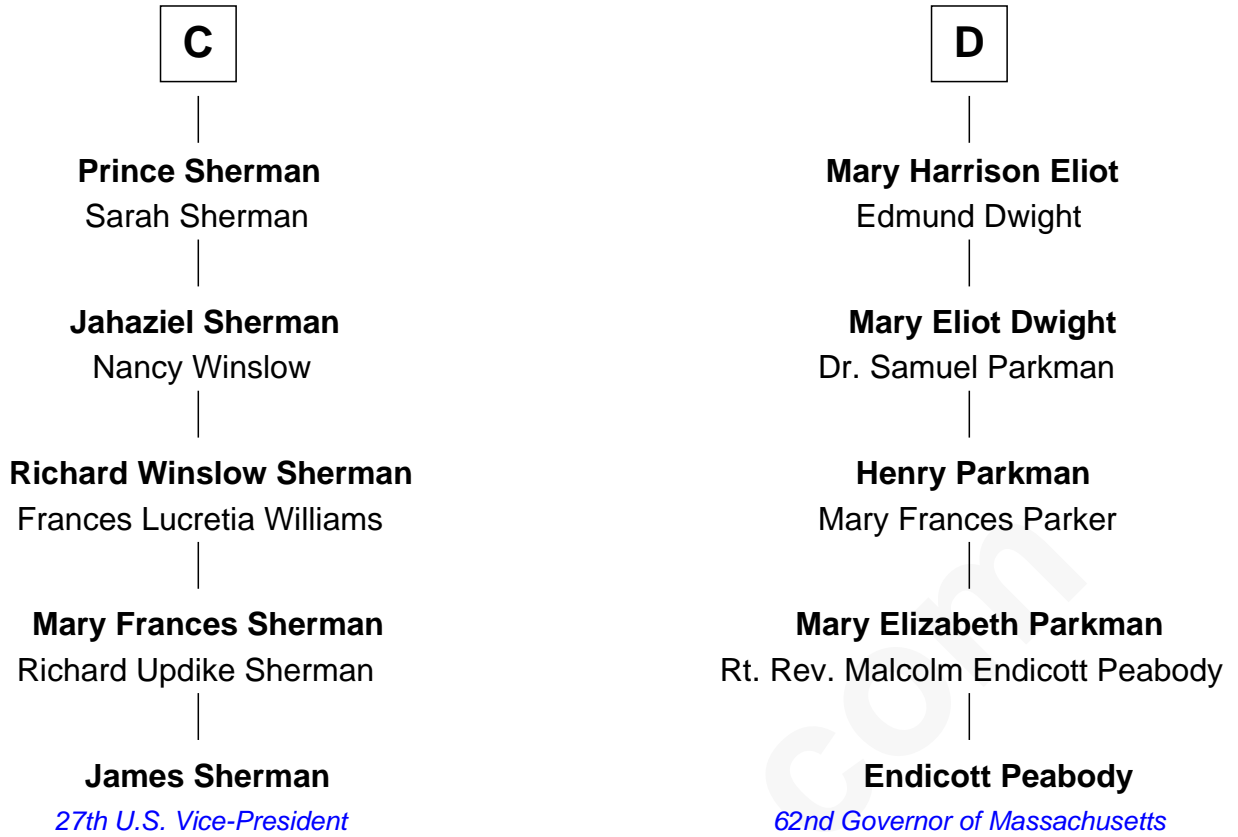 C
Prince Sherman
Sarah Sherman
Jahaziel Sherman
Nancy Winslow
Richard Winslow Sherman
Frances Lucretia Williams
Mary Frances Sherman
Richard Updike Sherman
James Sherman
27th U.S. Vice-President
D
Mary Harrison Eliot
Edmund Dwight
Mary Eliot Dwight
Dr. Samuel Parkman
Henry Parkman
Mary Frances Parker
Mary Elizabeth Parkman
Rt. Rev. Malcolm Endicott Peabody
Endicott Peabody
62nd Governor of Massachusetts
com